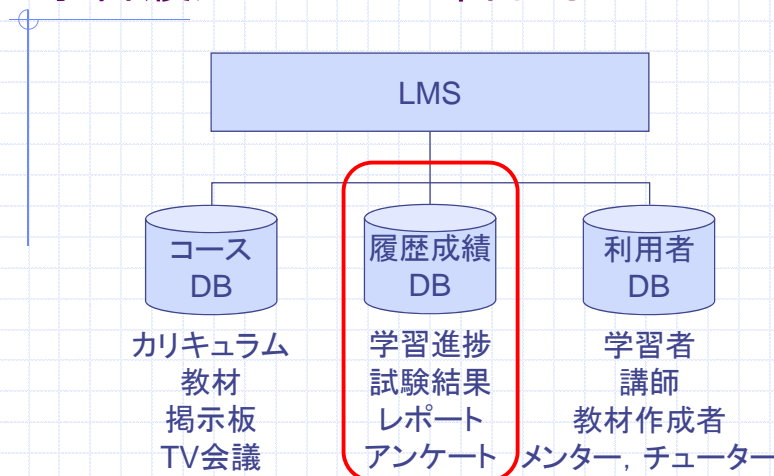 LMS
コース
DB
履歴成績
DB
利用者
DB
カリキュラム
教材
掲示板
TV会議
学習進捗
試験結果
レポート
アンケート
学習者
講師
教材作成者
メンター，チューター